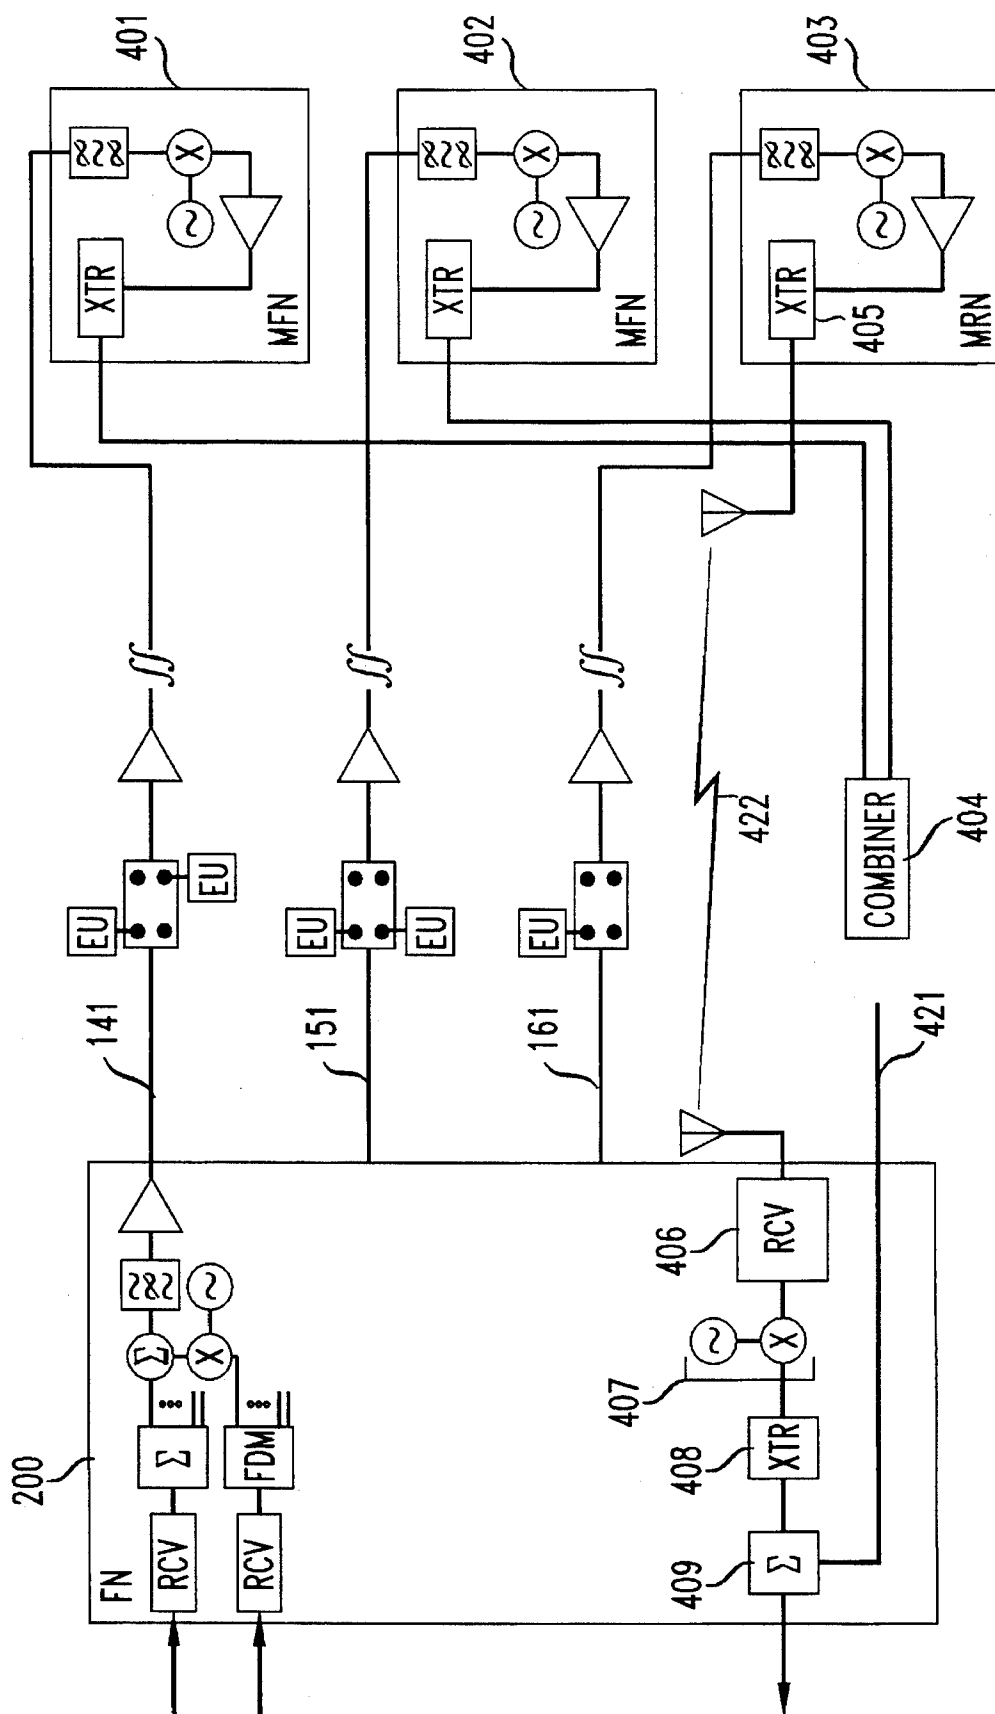 200
FN
RCV
RCV
Σ
FDM
Σ
X
~
141
EU
EU
401
X
~
XTR
MFN
151
EU
EU
402
X
~
XTR
MFN
161
EU
403
X
~
XTR
405
MRN
422
406
RCV
407
~
X
408
XTR
409
Σ
421
COMBINER
404